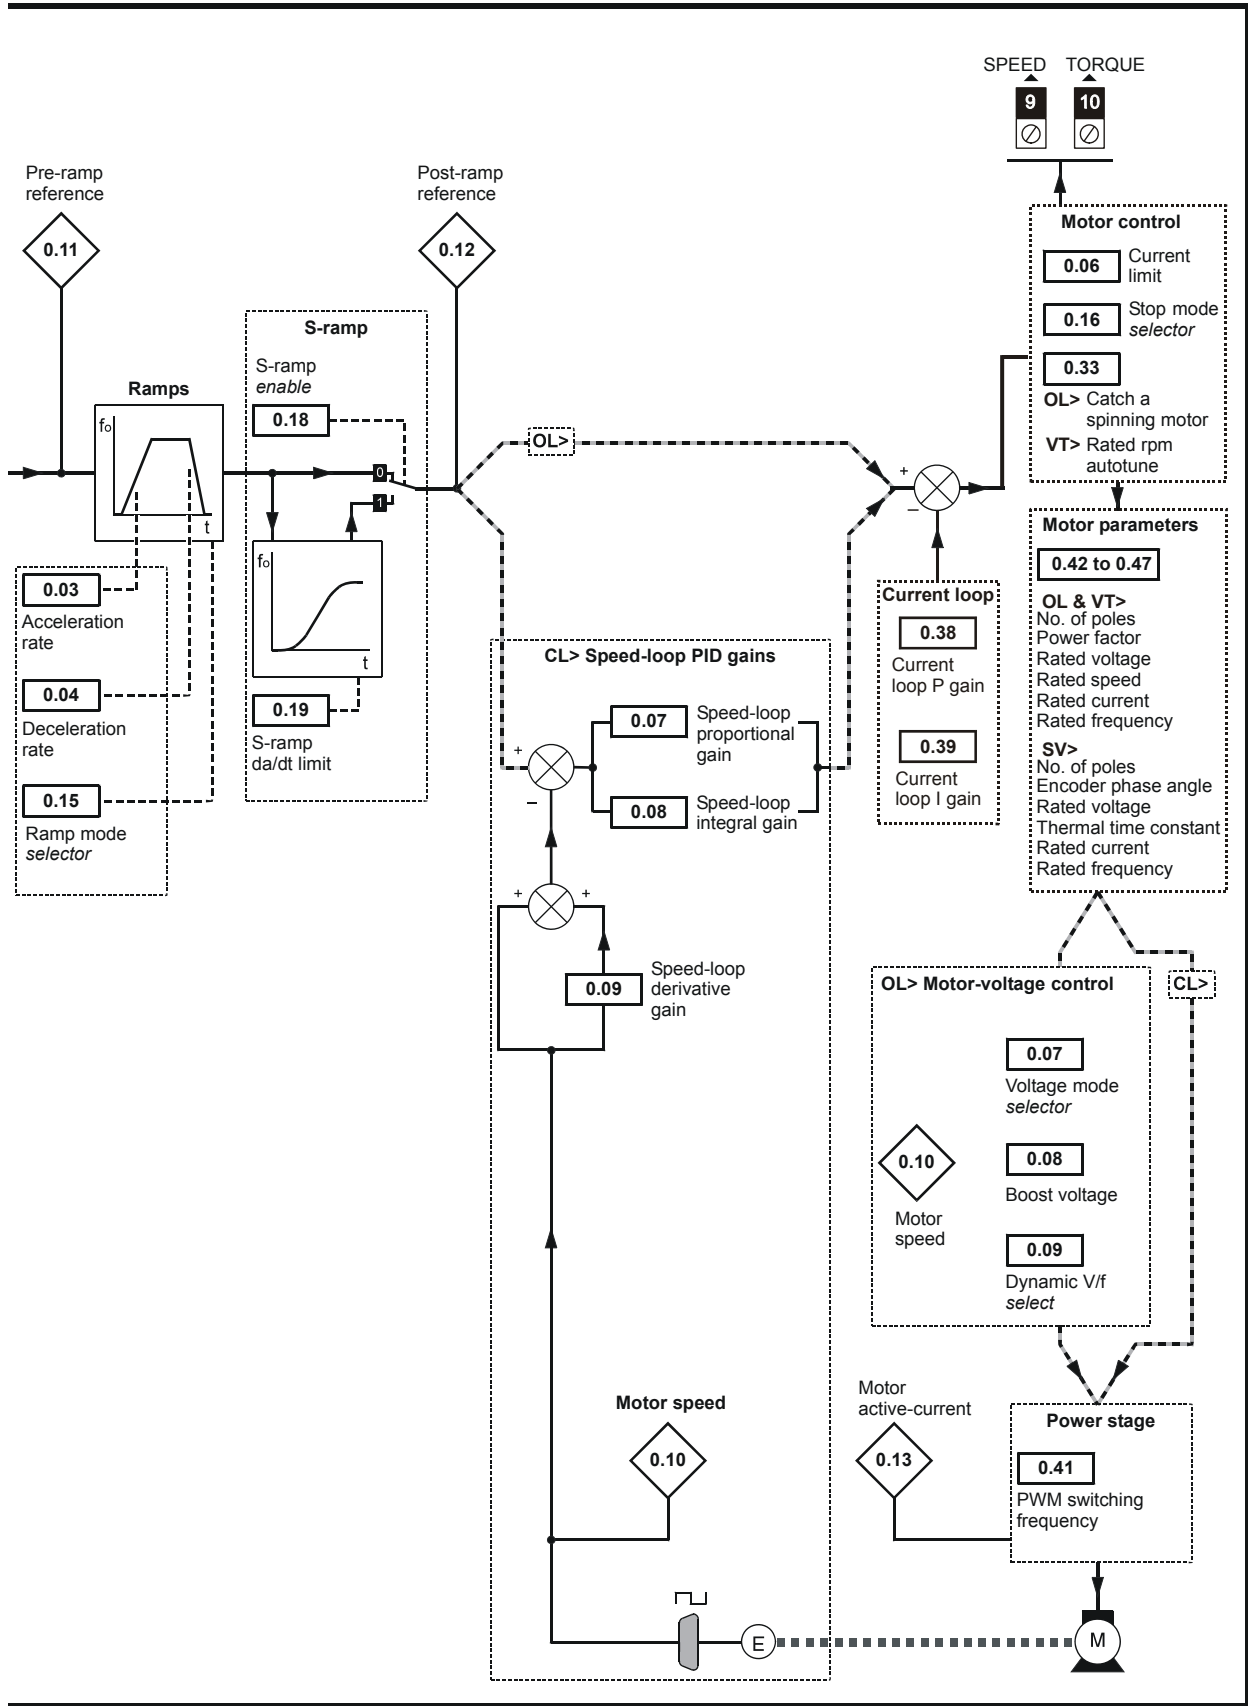 SPEED TORQUE
9 10
Pre-ramp
reference
0.11
Post-ramp
reference
0.12
Motor control
0.06 Current
limit
0.16 Stop mode
selector
0.33
OL> Catch a
spinning motor
VT> Rated rpm
autotune
S-ramp
S-ramp
enable
0.18
0
1
fo
t
0.19
S-ramp
da/dt limit
Ramps
fo
t
0.03
Acceleration
rate
0.04
Deceleration
rate
0.15
Ramp mode
selector
OL>
+
−
Current loop
0.38
Current
loop P gain
0.39
Current
loop I gain
Motor parameters
0.42 to 0.47
OL & VT>
No. of poles
Power factor
Rated voltage
Rated speed
Rated current
Rated frequency
SV>
No. of poles
Encoder phase angle
Rated voltage
Thermal time constant
Rated current
Rated frequency
CL> Speed-loop PID gains
0.07 Speed-loop
proportional
gain
+
−
0.08 Speed-loop
integral gain
+ +
0.09 Speed-loop
derivative
gain
OL> Motor-voltage control
CL>
0.07
Voltage mode
selector
0.10
Motor
speed
0.08
Boost voltage
0.09
Dynamic V/f
select
Motor speed
0.10
Motor
active-current
0.13
Power stage
0.41
PWM switching
frequency
E
M